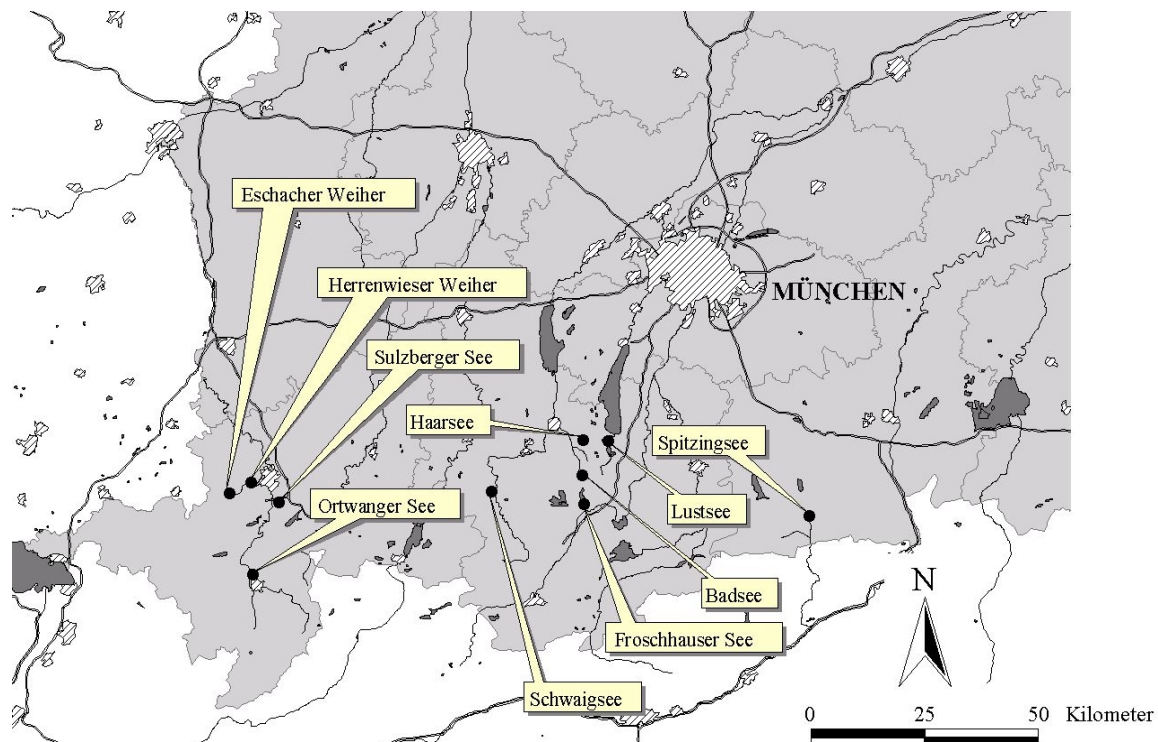 Eschacher Weiher
Herrenwieser Weiher
MÜNCHEN
Sulzberger See
Haarsee
Spitzingsee
Ortwanger See
Lustsee
Badsee
N
Froschhauser See
Schwaigsee
0 25 50 Kilometer